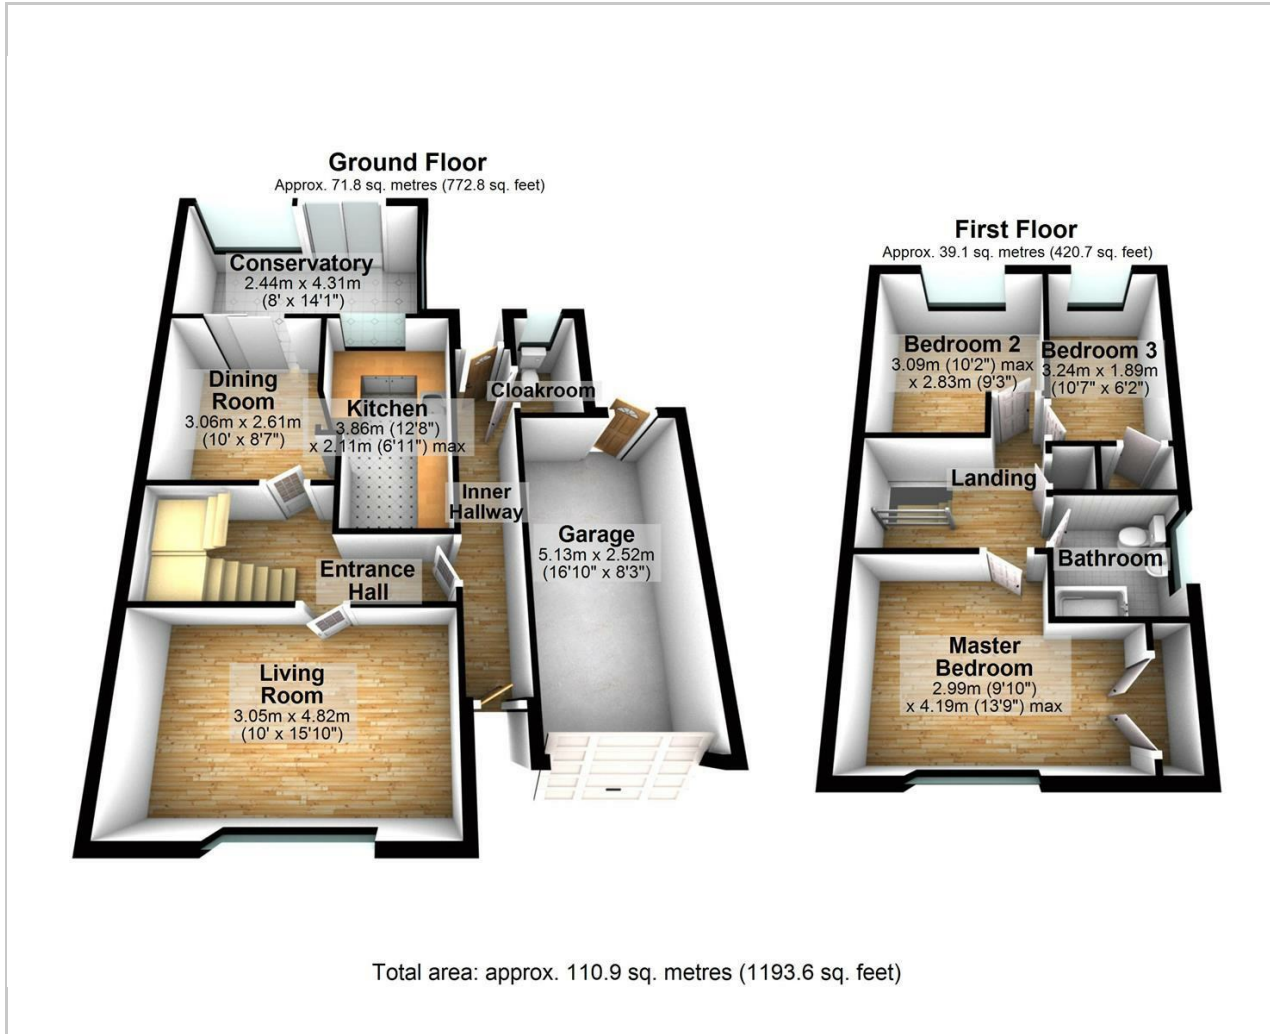 Ground Floor
Approx. 71.8 sq. metres (772.8 sq. feet)
Conservatory
2.44m x 4.31m
(8' x 14'1")
Dining
Room
3.06m x 2.61m
(10' x 8'7")
Kitchen
3.86m (12'8")
x 2.11m (6'11") max
Cloakroom
Inner
Hallway
Garage
5.13m x 2.52m
(16'10" x 8'3")
Entrance
Hall
Living
Room
3.05m x 4.82m
(10' x 15'10")
First Floor
Approx. 39.1 sq. metres (420.7 sq. feet)
Bedroom 2
3.09m (10'2") max
x 2.83m (9'3")
Bedroom 3
3.24m x 1.89m
(10'7" x 6'2")
Landing
Bathroom
Master
Bedroom
2.99m (9'10")
x 4.19m (13'9") max
Total area: approx. 110.9 sq. metres (1193.6 sq. feet)